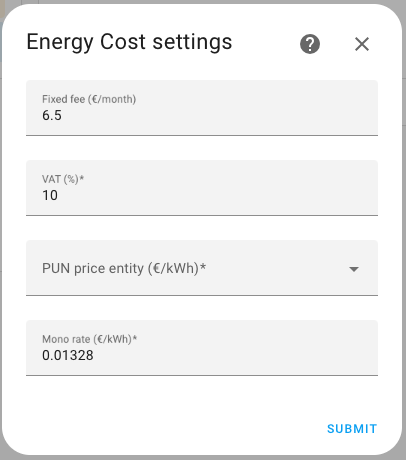 Energy Cost settings
Fixed fee (€/month)
6.5
VAT (%)*
10
PUN price entity (€/kWh)*
Mono rate (€/kWh)*
0.01328
SUBMIT